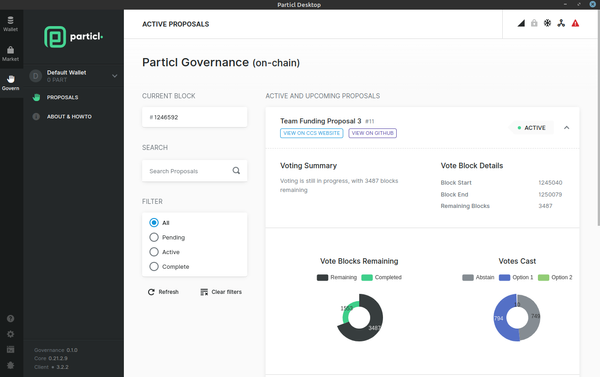 Particl Desktop
Wallet
Market
Govern
particl
Default Wallet
0 PART
PROPOSALS
ABOUT & HOWTO
Governance 0.1.0
Core 0.21.2.9
Client 3.2.2
ACTIVE PROPOSALS
Particl Governance (on-chain)
CURRENT BLOCK
#1246592
SEARCH
Search Proposals
FILTER
All
Pending
Active
Complete
Refresh
Clear filters
ACTIVE AND UPCOMING PROPOSALS
Team Funding Proposal 3 #11
VIEW ON CCS WEBSITE
VIEW ON GITHUB
ACTIVE
Voting Summary
Voting is still in progress, with 3487 blocks
remaining
Vote Block Details
Block Start 1245040
Block End 1250079
Remaining Blocks 3487
Vote Blocks Remaining
Remaining Completed
3487
Votes Cast
Abstain Option 1 Option 2
794